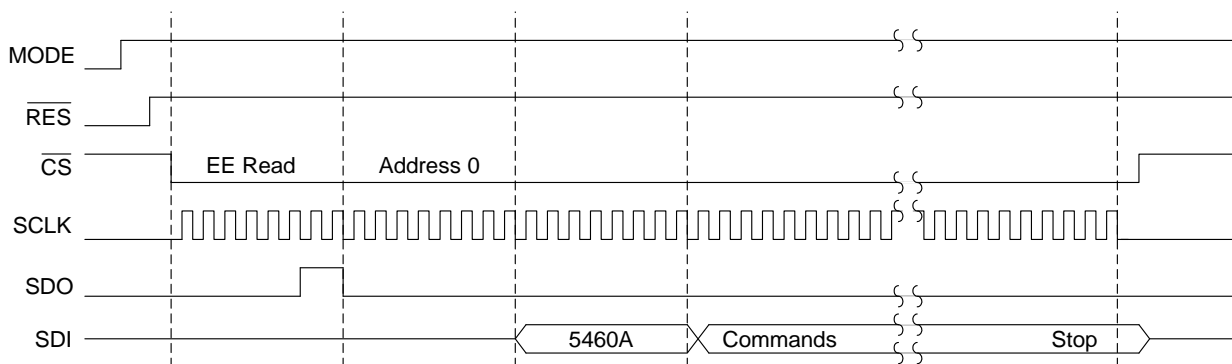 MODE
RES
CS
EE Read
Address 0
SCLK
SDO
SDI
5460A
Commands
Stop